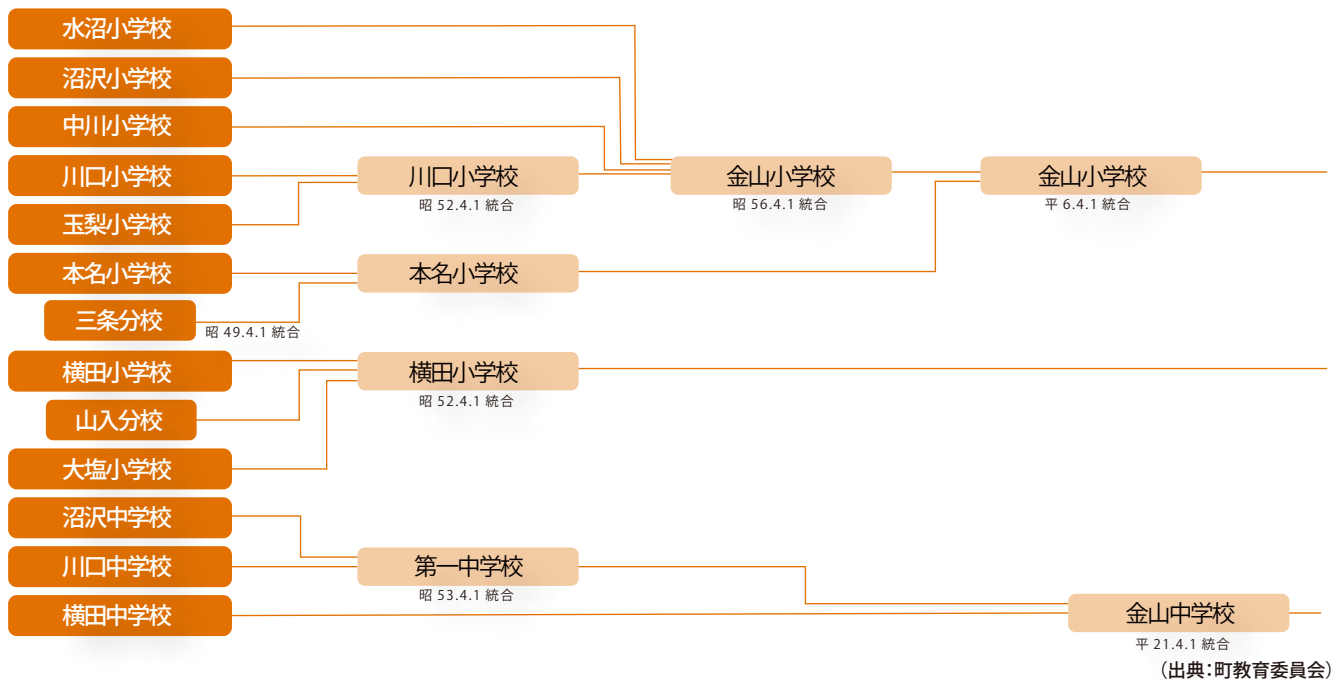 水沼小学校
沼沢小学校
中川小学校
川口小学校
玉梨小学校
本名小学校
三条分校
昭 49.4.1 統合
横田小学校
山入分校
大塩小学校
沼沢中学校
川口中学校
横田中学校
川口小学校
昭 52.4.1 統合
本名小学校
横田小学校
昭 52.4.1 統合
第一中学校
昭 53.4.1 統合
金山小学校
昭 56.4.1 統合
金山小学校
平 6.4.1 統合
金山中学校
平 21.4.1 統合
（出典：町教育委員会）